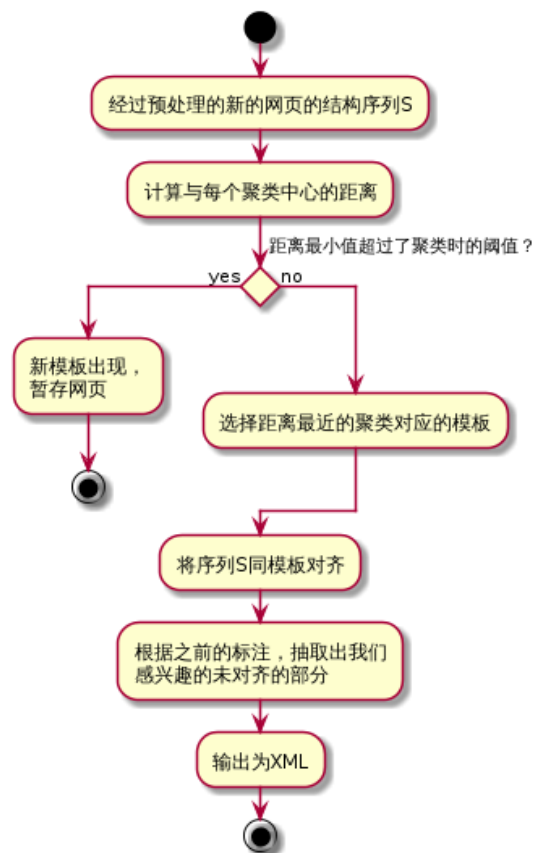 经过预处理的新的网页的结构序列S
计算与每个聚类中心的距离
距离最小值超过了聚类时的阈值？
yes
no
新模板出现，
暂存网页
选择距离最近的聚类对应的模板
将序列S同模板对齐
根据之前的标注，抽取出我们
感兴趣的未对齐的部分
输出为XML